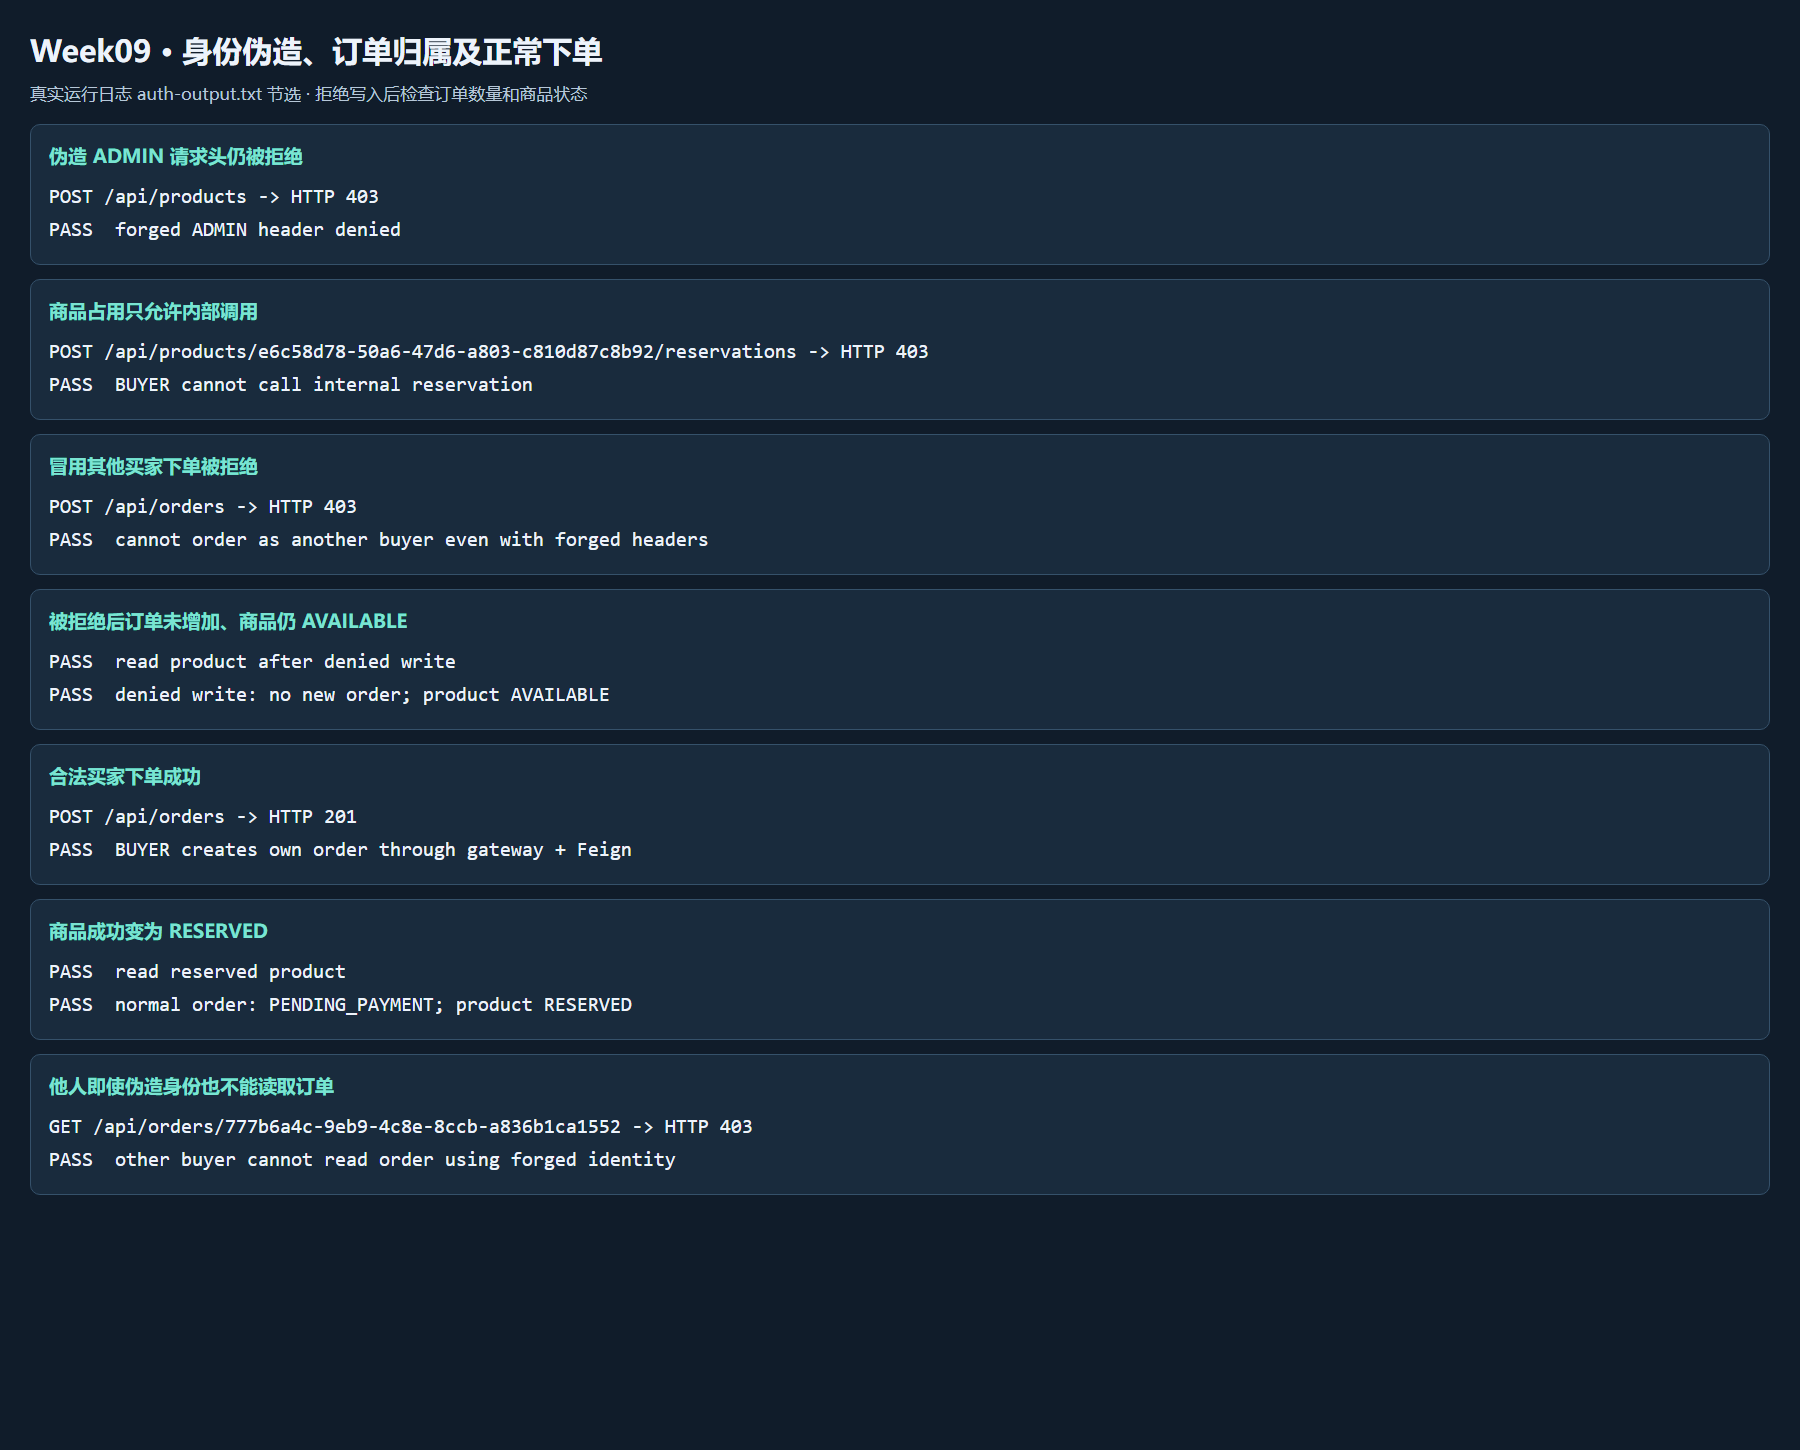 Week09 • 身份伪造、订单归属及正常下单
真实运行日志 auth-output.txt 节选 · 拒绝写入后检查订单数量和商品状态
伪造 ADMIN 请求头仍被拒绝
POST /api/products -> HTTP 403
PASS  forged ADMIN header denied
商品占用只允许内部调用
POST /api/products/e6c58d78-50a6-47d6-a803-c810d87c8b92/reservations -> HTTP 403
PASS  BUYER cannot call internal reservation
冒用其他买家下单被拒绝
POST /api/orders -> HTTP 403
PASS  cannot order as another buyer even with forged headers
被拒绝后订单未增加、商品仍 AVAILABLE
PASS  read product after denied write
PASS  denied write: no new order; product AVAILABLE
合法买家下单成功
POST /api/orders -> HTTP 201
PASS  BUYER creates own order through gateway + Feign
商品成功变为 RESERVED
PASS  read reserved product
PASS  normal order: PENDING_PAYMENT; product RESERVED
他人即使伪造身份也不能读取订单
GET /api/orders/777b6a4c-9eb9-4c8e-8ccb-a836b1ca1552 -> HTTP 403
PASS  other buyer cannot read order using forged identity